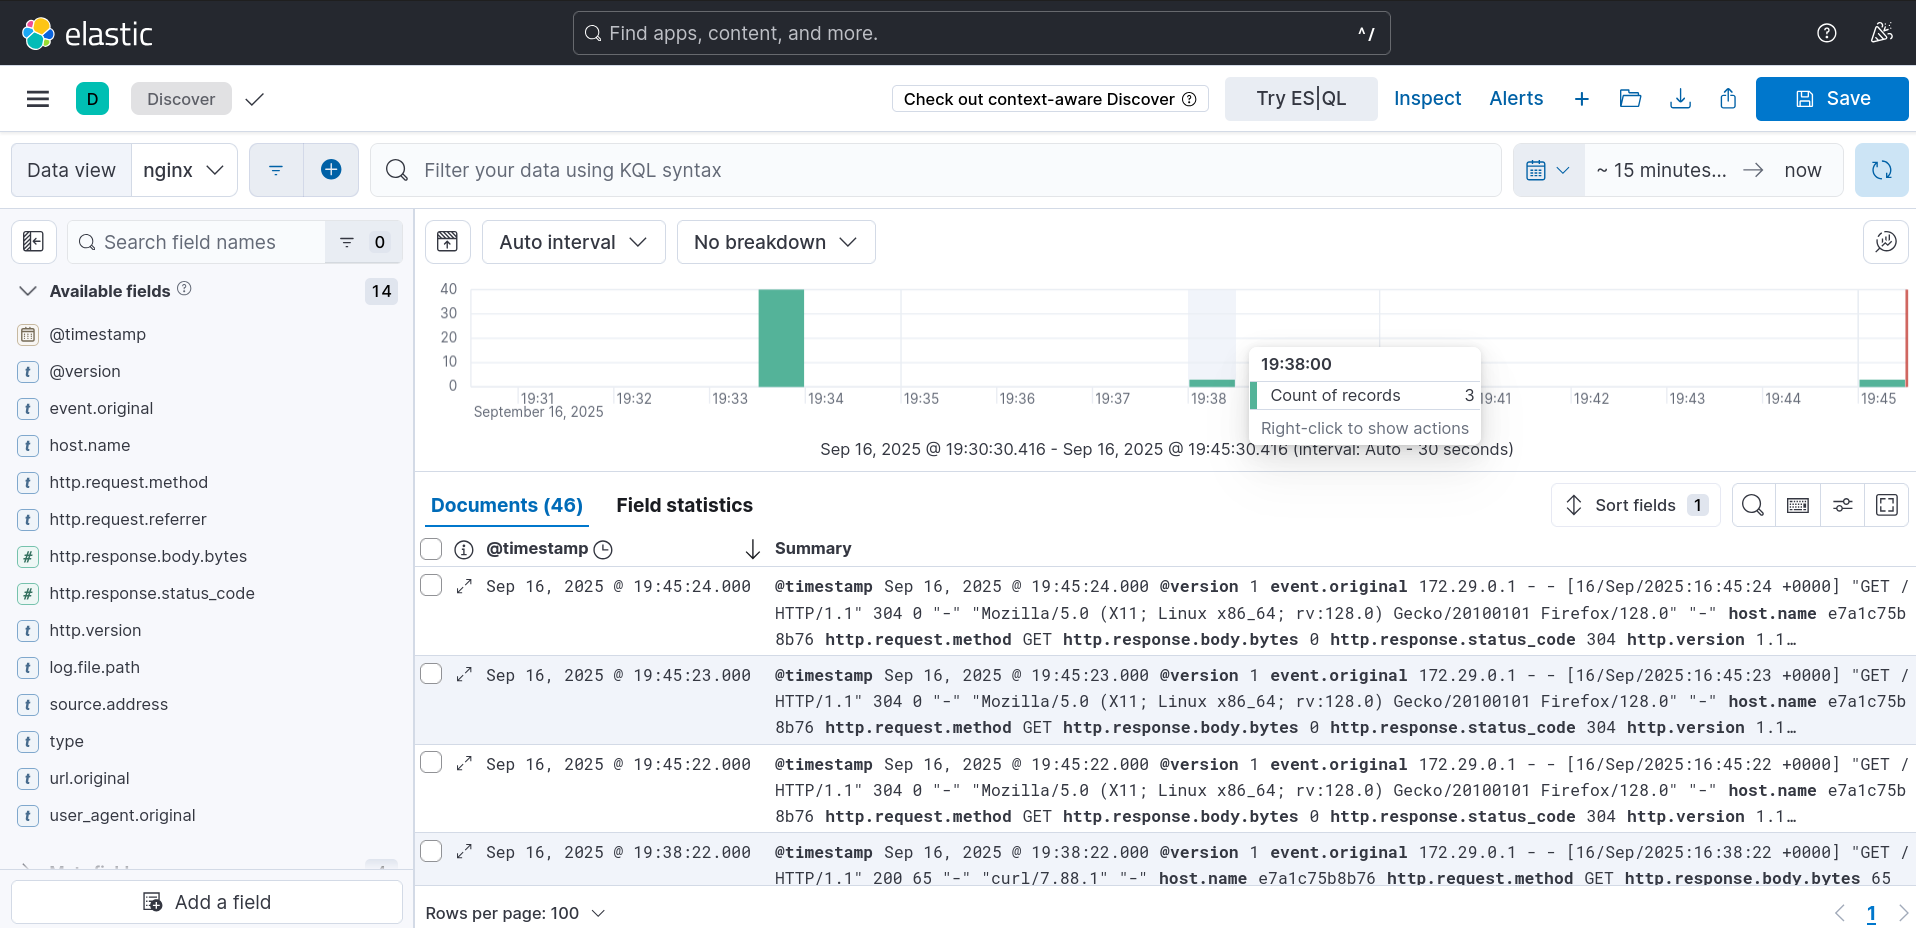 elastic
Find apps, content, and more.
^ /
D
Discover
Check out context-aware Discover
Try ES|QL
Inspect
Alerts
Save
Data view
nginx
Filter your data using KQL syntax
~ 15 minutes...
now
Search field names
0
Auto interval
No breakdown
Available fields
14
@timestamp
@version
event.original
host.name
http.request.method
http.request.referrer
http.response.body.bytes
http.response.status_code
http.version
log.file.path
source.address
type
url.original
user_agent.original
Add a field
40
30
20
10
0
19:31
19:32
19:33
19:34
19:35
19:36
19:37
19:38
19:41
19:42
19:43
19:44
19:45
September 16, 2025
19:38:00
Count of records 3
Right-click to show actions
Sep 16, 2025 @ 19:30:30.416 - Sep 16, 2025 @ 19:45:30.416 (interval: Auto - 30 seconds)
Documents (46)
Field statistics
Sort fields 1
@timestamp
Summary
Sep 16, 2025 @ 19:45:24.000
@timestamp Sep 16, 2025 @ 19:45:24.000 @version 1 event.original 172.29.0.1 - - [16/Sep/2025:16:45:24 +0000] "GET /
HTTP/1.1" 304 0 "-" "Mozilla/5.0 (X11; Linux x86_64; rv:128.0) Gecko/20100101 Firefox/128.0" "-" host.name e7a1c75b
8b76 http.request.method GET http.response.body.bytes 0 http.response.status_code 304 http.version 1.1…
Sep 16, 2025 @ 19:45:23.000
@timestamp Sep 16, 2025 @ 19:45:23.000 @version 1 event.original 172.29.0.1 - - [16/Sep/2025:16:45:23 +0000] "GET /
HTTP/1.1" 304 0 "-" "Mozilla/5.0 (X11; Linux x86_64; rv:128.0) Gecko/20100101 Firefox/128.0" "-" host.name e7a1c75b
8b76 http.request.method GET http.response.body.bytes 0 http.response.status_code 304 http.version 1.1…
Sep 16, 2025 @ 19:45:22.000
@timestamp Sep 16, 2025 @ 19:45:22.000 @version 1 event.original 172.29.0.1 - - [16/Sep/2025:16:45:22 +0000] "GET /
HTTP/1.1" 304 0 "-" "Mozilla/5.0 (X11; Linux x86_64; rv:128.0) Gecko/20100101 Firefox/128.0" "-" host.name e7a1c75b
8b76 http.request.method GET http.response.body.bytes 0 http.response.status_code 304 http.version 1.1…
Sep 16, 2025 @ 19:38:22.000
@timestamp Sep 16, 2025 @ 19:38:22.000 @version 1 event.original 172.29.0.1 - - [16/Sep/2025:16:38:22 +0000] "GET /
HTTP/1.1" 200 65 "-" "curl/7.88.1" "-" host.name e7a1c75b8b76 http.request.method GET http.response.body.bytes 65
Rows per page: 100
1